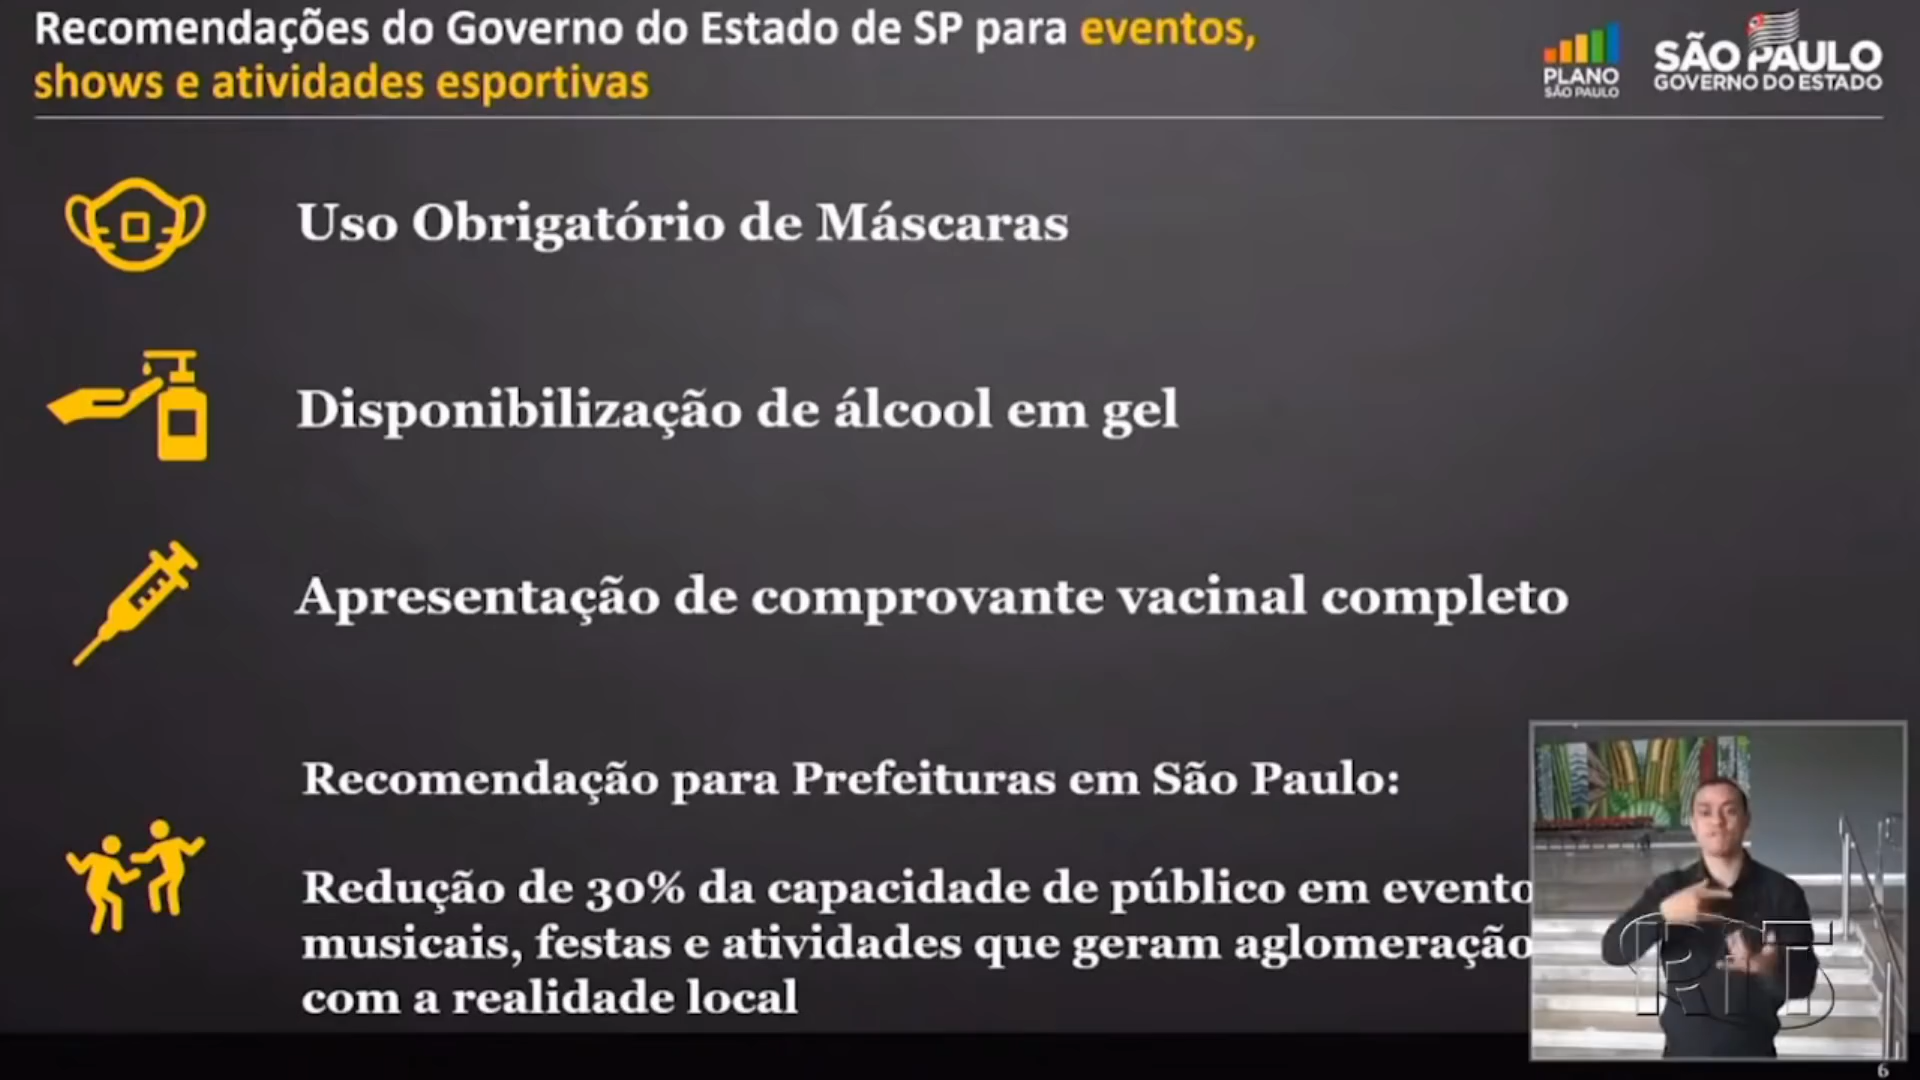 Recomendações do Governo do Estado de SP para eventos,
shows e atividades esportivas
PLANO
SÃO PAULO
SÃO PAULO
GOVERNO DO ESTADO
Uso Obrigatório de Máscaras
Disponibilização de álcool em gel
Apresentação de comprovante vacinal completo
Recomendação para Prefeituras em São Paulo:
Redução de 30% da capacidade de público em evento
musicais, festas e atividades que geram aglomeração
com a realidade local
RIT
6